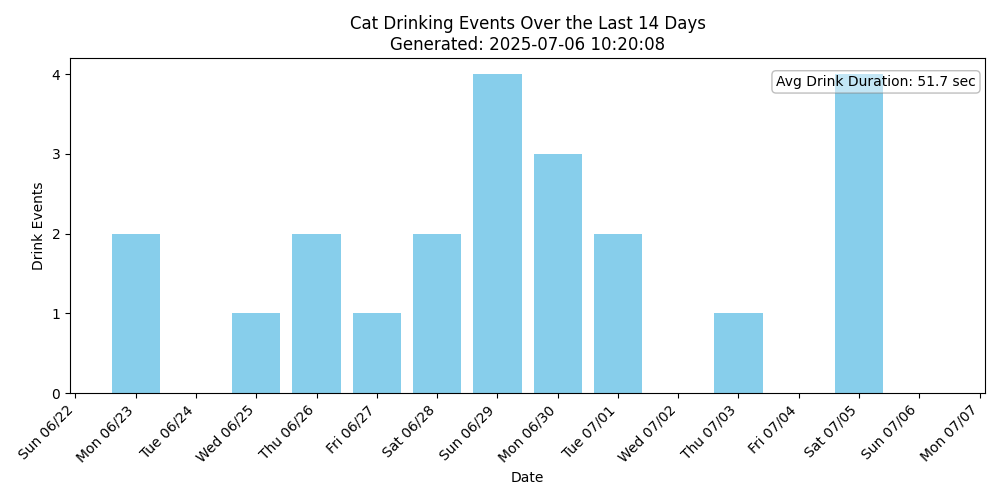 Cat Drinking Events Over the Last 14 Days
Generated: 2025-07-06 10:20:08
Avg Drink Duration: 51.7 sec
Drink Events
4
3
2
1
0
Sun 06/22
Mon 06/23
Tue 06/24
Wed 06/25
Thu 06/26
Fri 06/27
Sat 06/28
Sun 06/29
Mon 06/30
Tue 07/01
Wed 07/02
Thu 07/03
Fri 07/04
Sat 07/05
Sun 07/06
Mon 07/07
Date